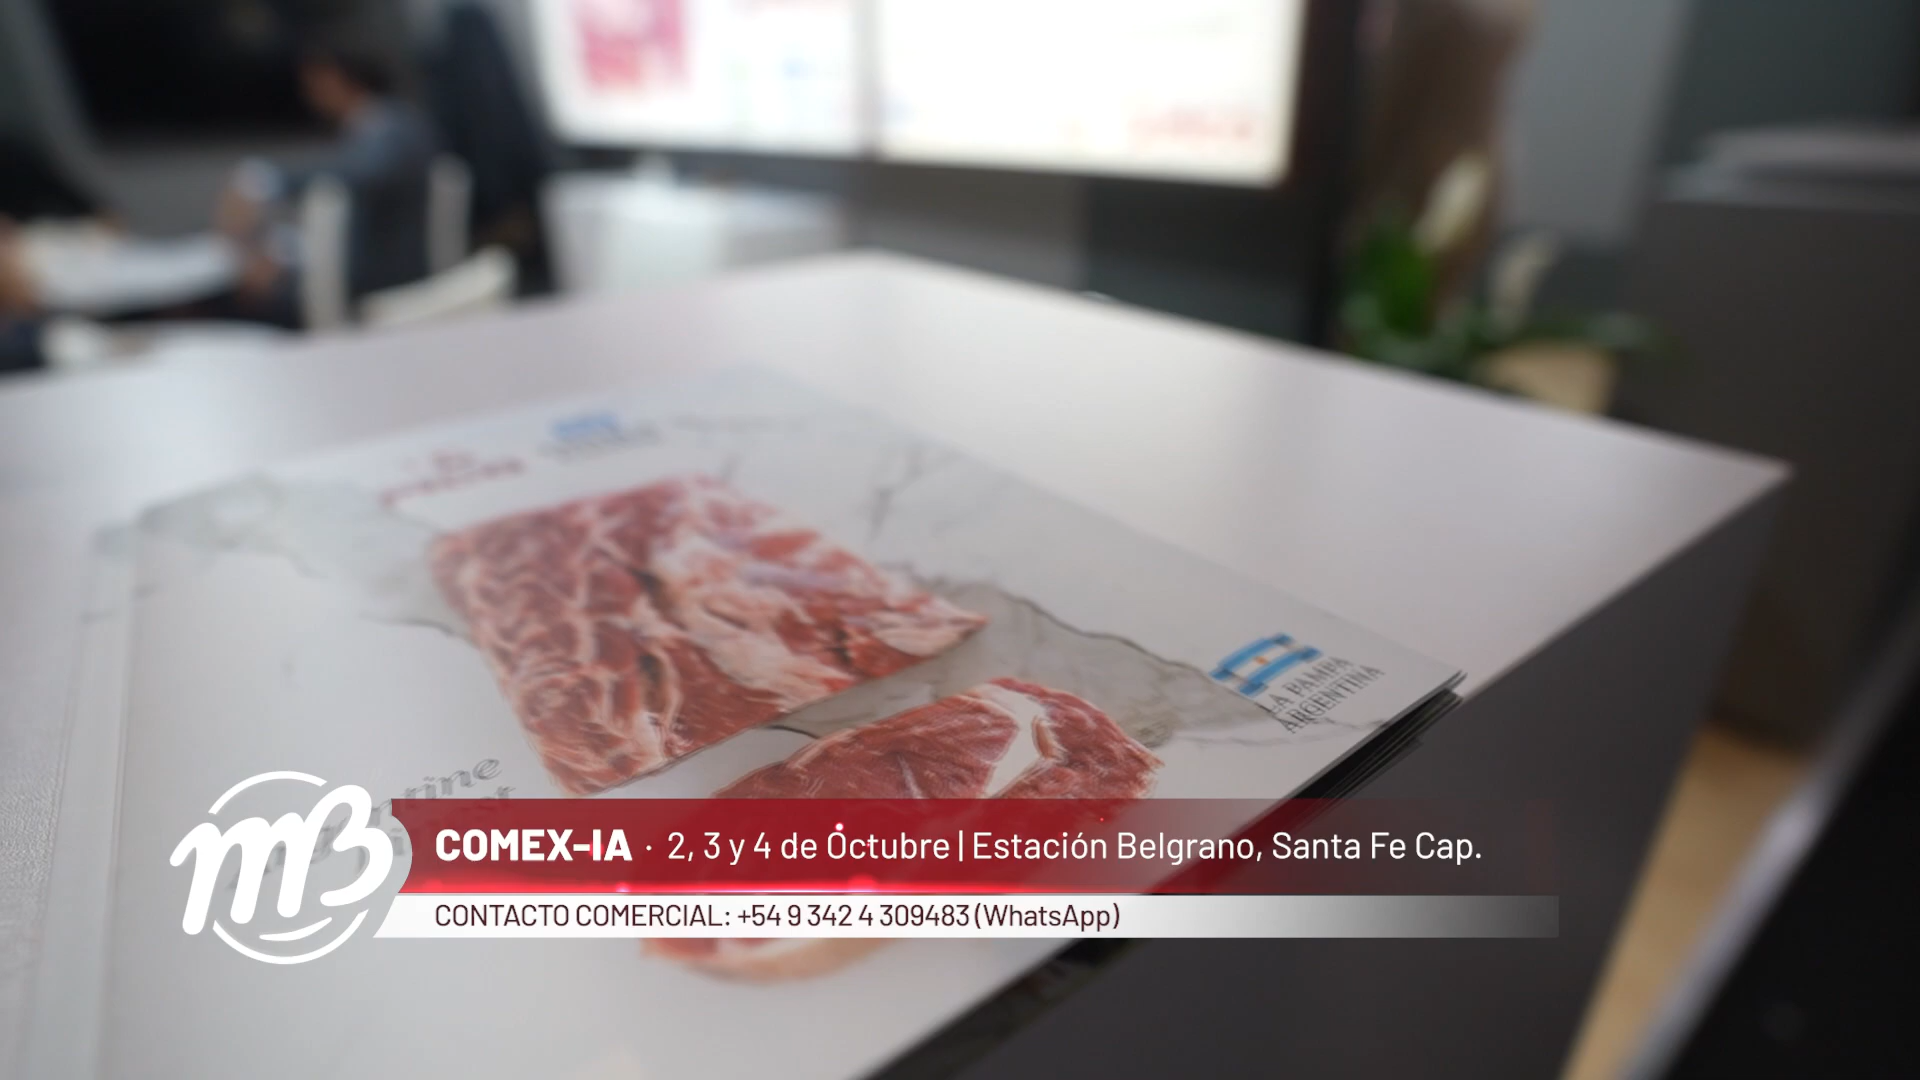 LA PAMPA
ARGENTINA
mB
COMEX-IA · 2, 3 y 4 de Octubre | Estación Belgrano, Santa Fe Cap.
CONTACTO COMERCIAL: +54 9 342 4 309483 (WhatsApp)